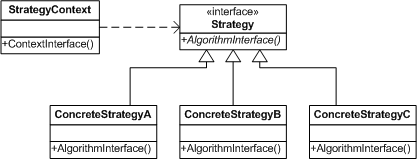 StrategyContext
+ContextInterface()
«interface»
Strategy
+AlgorithmInterface()
ConcreteStrategyA
+AlgorithmInterface()
ConcreteStrategyB
+AlgorithmInterface()
ConcreteStrategyC
+AlgorithmInterface()